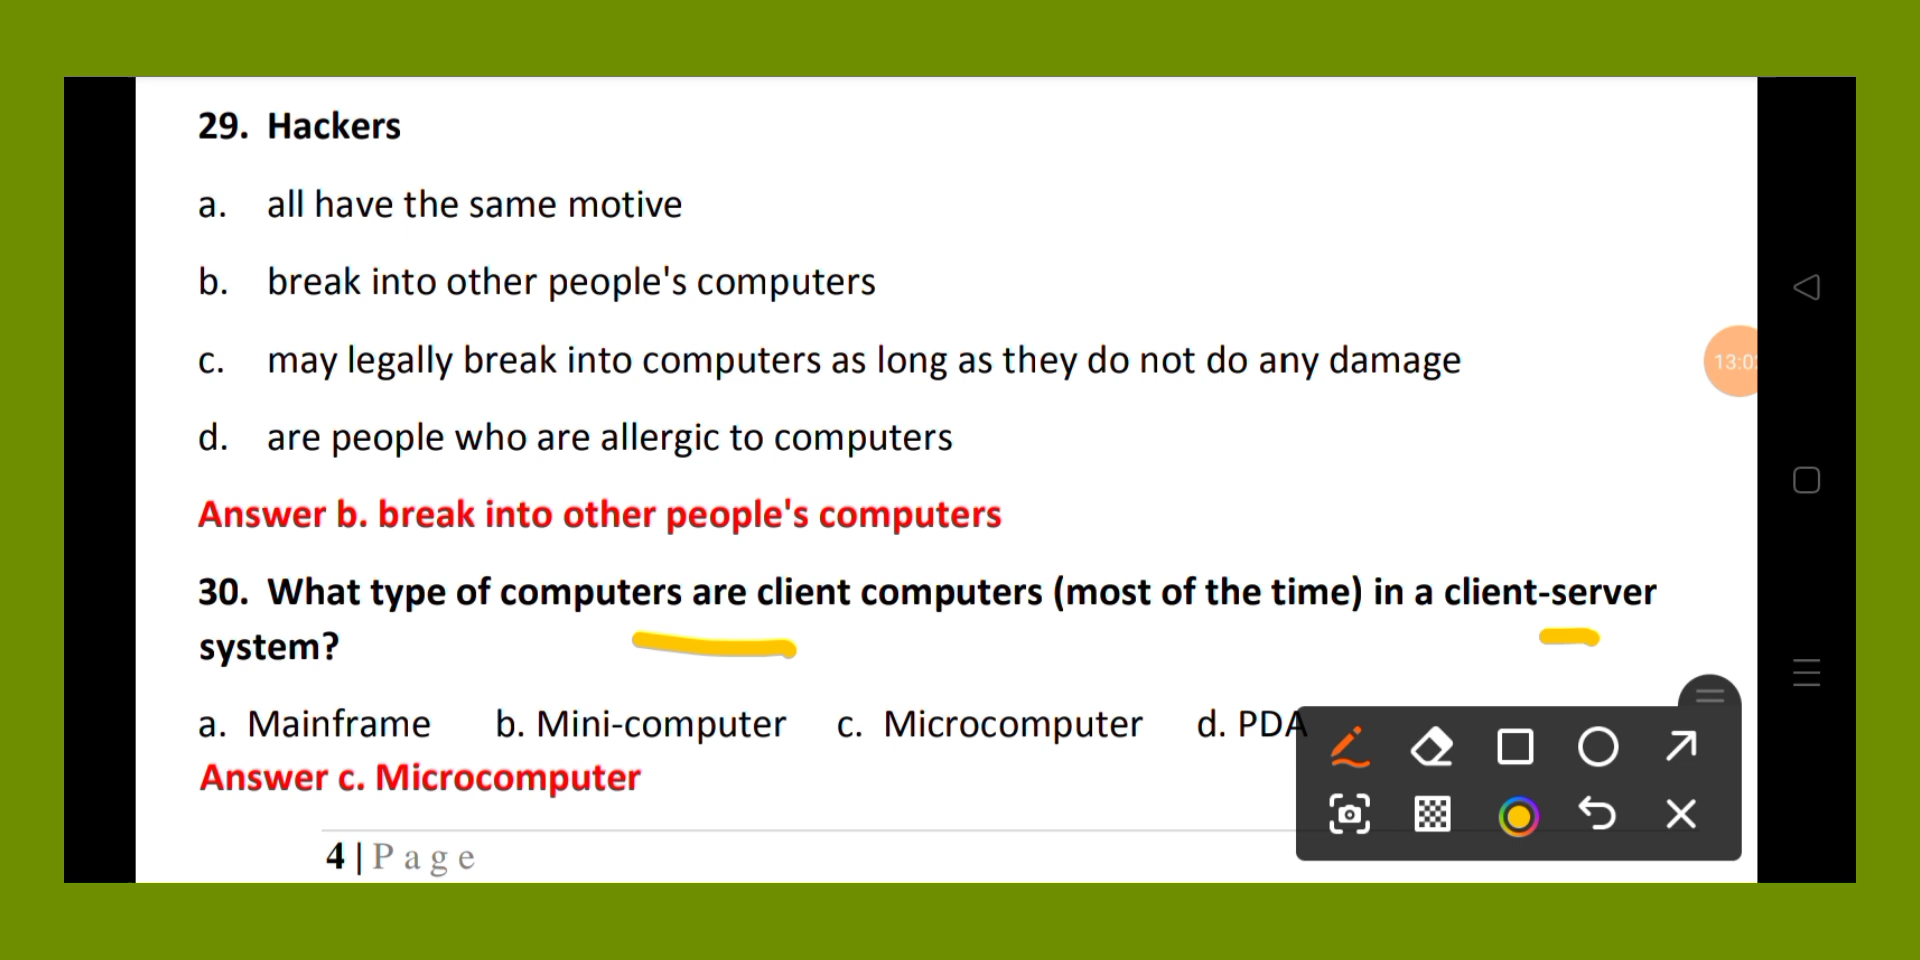 29. Hackers
a. all have the same motive
b. break into other people's computers
c. may legally break into computers as long as they do not do any damage
d. are people who are allergic to computers
Answer b. break into other people's computers
30. What type of computers are client computers (most of the time) in a client-server
system?
a. Mainframe b. Mini-computer c. Microcomputer d. PDA
Answer c. Microcomputer
4 | Page